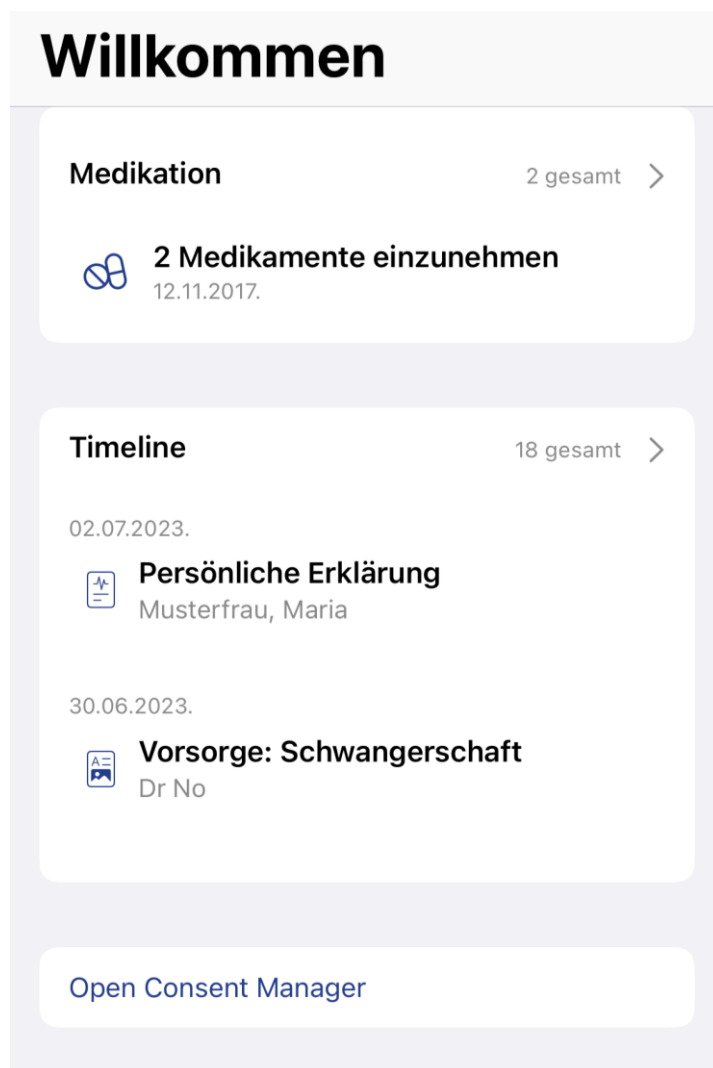 Willkommen
Medikation 2 gesamt
2 Medikamente einzunehmen
12.11.2017.
Timeline 18 gesamt
02.07.2023.
Persönliche Erklärung
Musterfrau, Maria
30.06.2023.
Vorsorge: Schwangerschaft
Dr No
Open Consent Manager